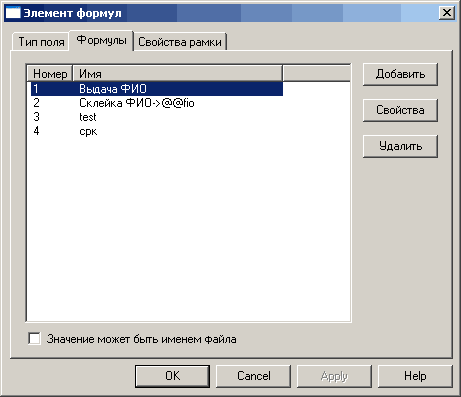 Элемент формул
Тип поля Формулы Свойства рамки
Номер Имя
1 Выдача ФИО
2 Склейка ФИО->@@fio
3 test
4 срк
Добавить
Свойства
Удалить
Значение может быть именем файла
OK Cancel Apply Help